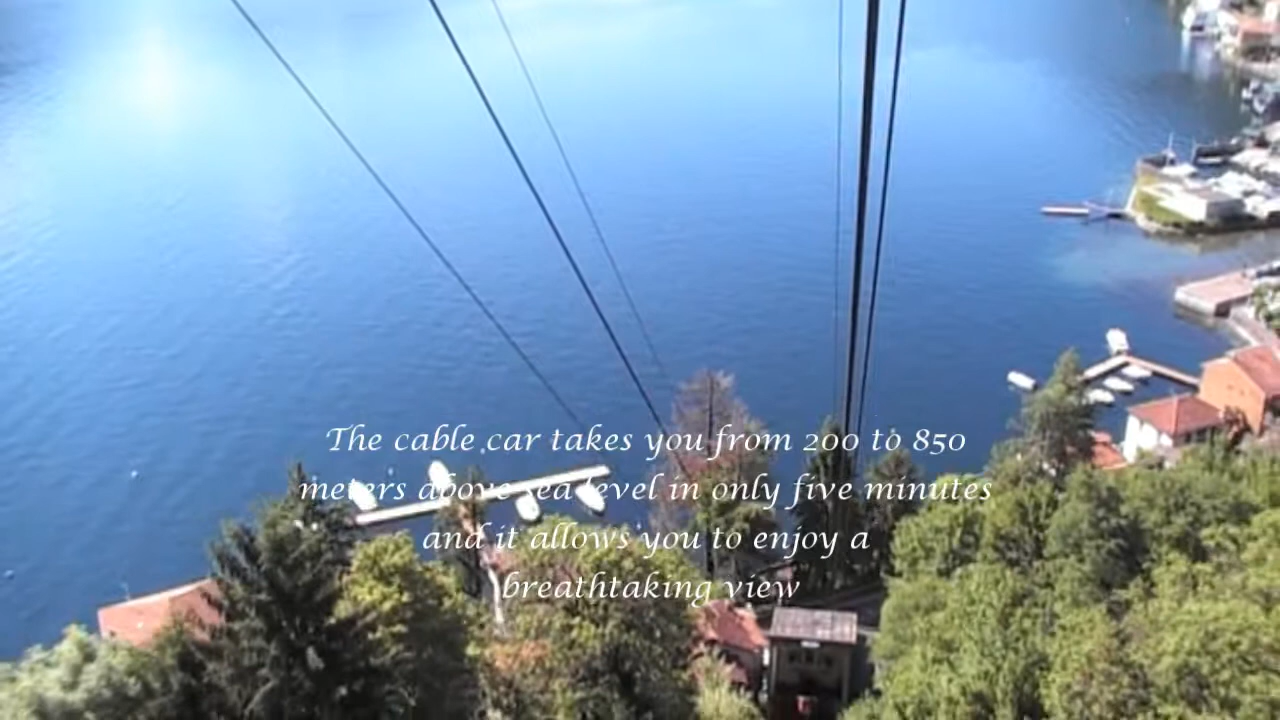 The cable car takes you from 200 to 850
meters above sea level in only five minutes
and it allows you to enjoy a
breathtaking view